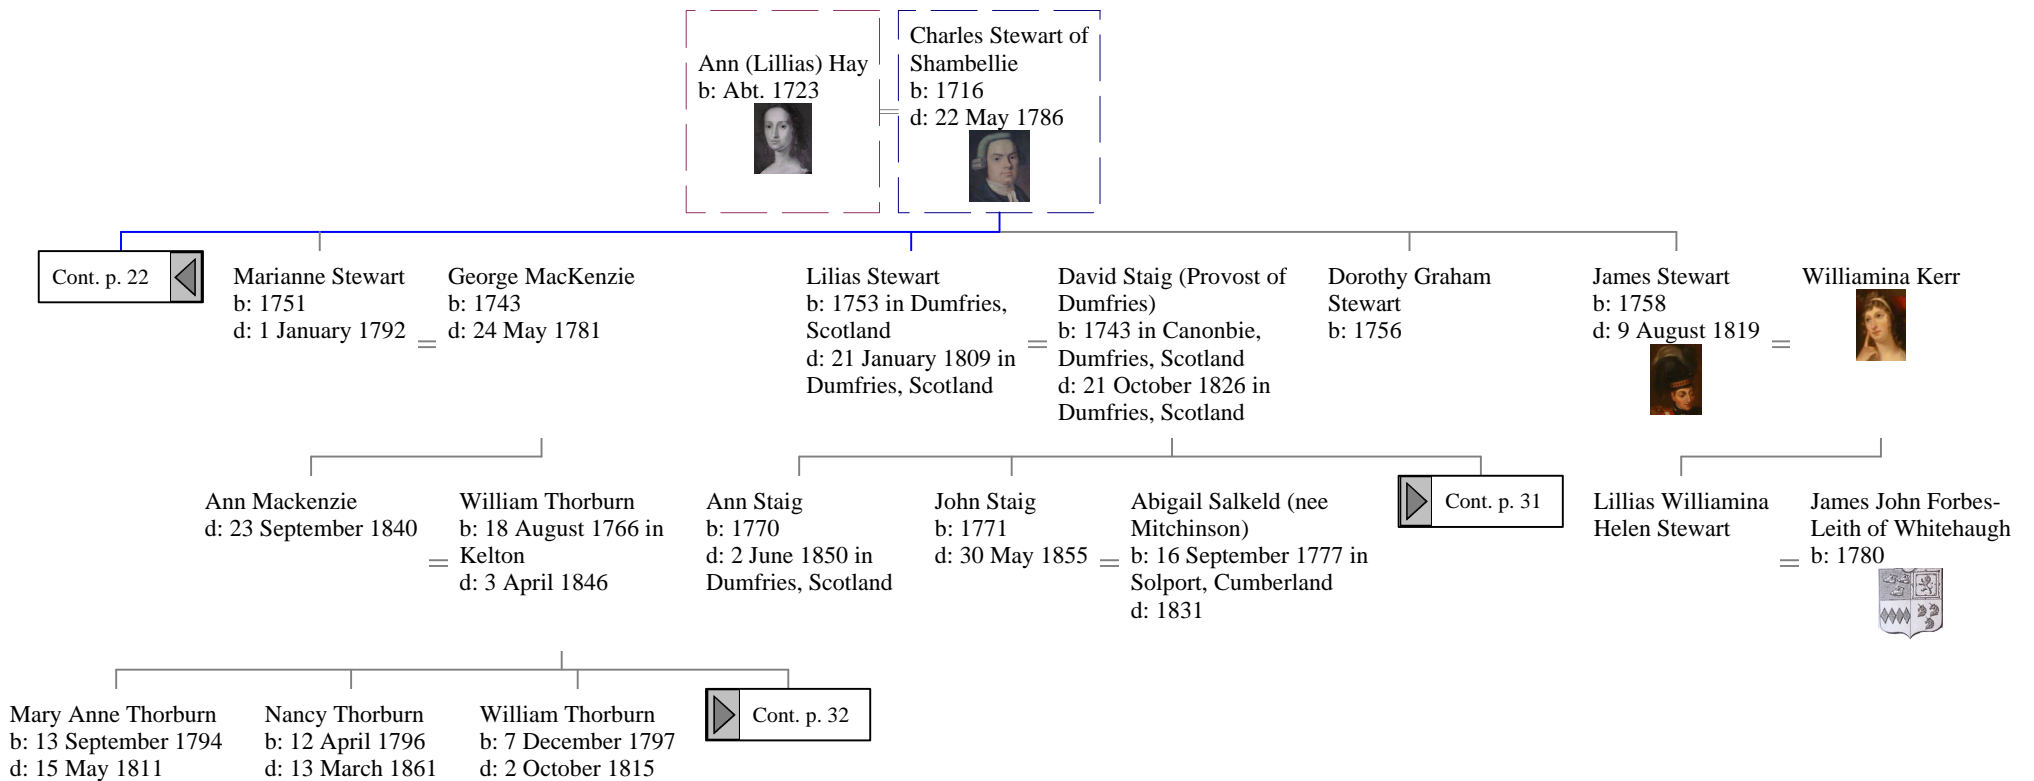 Ann (Lillias) Hay
b: Abt. 1723
Charles Stewart of
Shambellie
b: 1716
d: 22 May 1786
Cont. p. 22
Marianne Stewart
b: 1751
d: 1 January 1792
George MacKenzie
b: 1743
d: 24 May 1781
Lilias Stewart
b: 1753 in Dumfries,
Scotland
d: 21 January 1809 in
Dumfries, Scotland
David Staig (Provost of
Dumfries)
b: 1743 in Canonbie,
Dumfries, Scotland
d: 21 October 1826 in
Dumfries, Scotland
Dorothy Graham
Stewart
b: 1756
James Stewart
b: 1758
d: 9 August 1819
Williamina Kerr
Ann Mackenzie
d: 23 September 1840
William Thorburn
b: 18 August 1766 in
Kelton
d: 3 April 1846
Ann Staig
b: 1770
d: 2 June 1850 in
Dumfries, Scotland
John Staig
b: 1771
d: 30 May 1855
Abigail Salkeld (nee
Mitchinson)
b: 16 September 1777 in
Solport, Cumberland
d: 1831
Cont. p. 31
Lillias Williamina
Helen Stewart
James John Forbes-
Leith of Whitehaugh
b: 1780
Mary Anne Thorburn
b: 13 September 1794
d: 15 May 1811
Nancy Thorburn
b: 12 April 1796
d: 13 March 1861
William Thorburn
b: 7 December 1797
d: 2 October 1815
Cont. p. 32